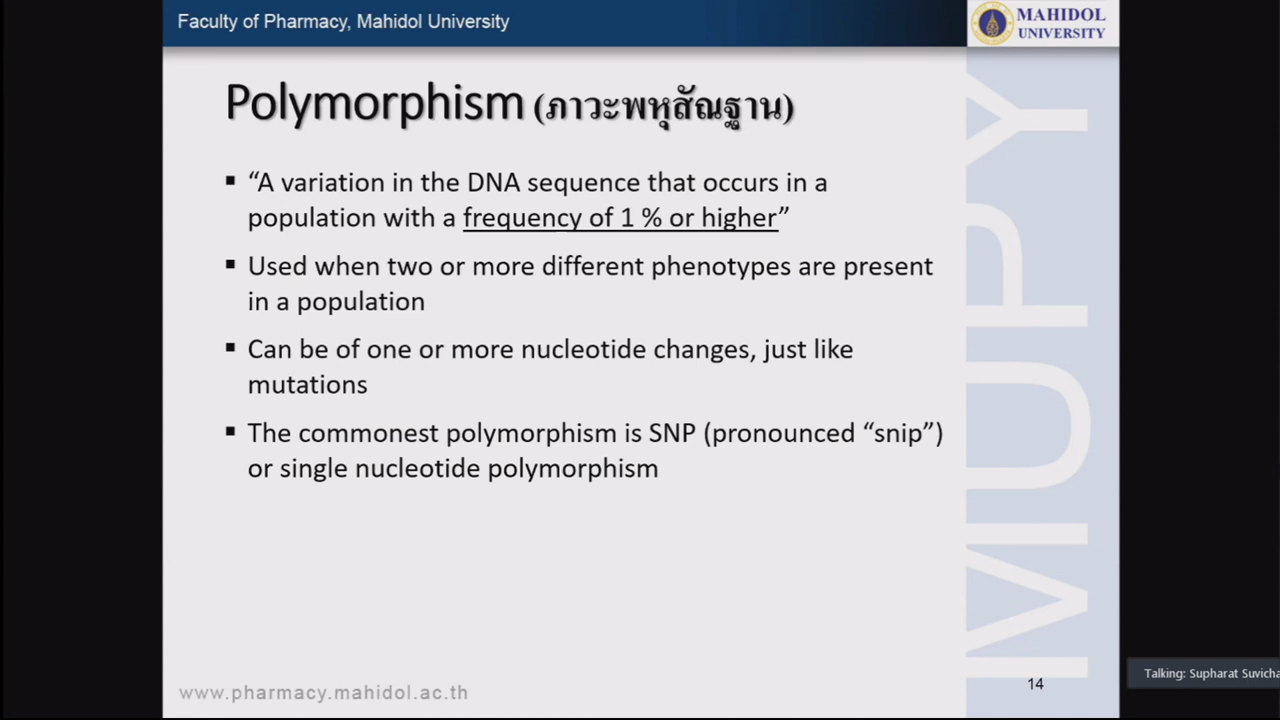 Faculty of Pharmacy, Mahidol University
MAHIDOL
UNIVERSITY
Polymorphism (ภาวะพหุสัณฐาน)
▪ “A variation in the DNA sequence that occurs in a
population with a frequency of 1 % or higher”
▪ Used when two or more different phenotypes are present
in a population
▪ Can be of one or more nucleotide changes, just like
mutations
▪ The commonest polymorphism is SNP (pronounced “snip”)
or single nucleotide polymorphism
MUPY
www.pharmacy.mahidol.ac.th
14
Talking: Supharat